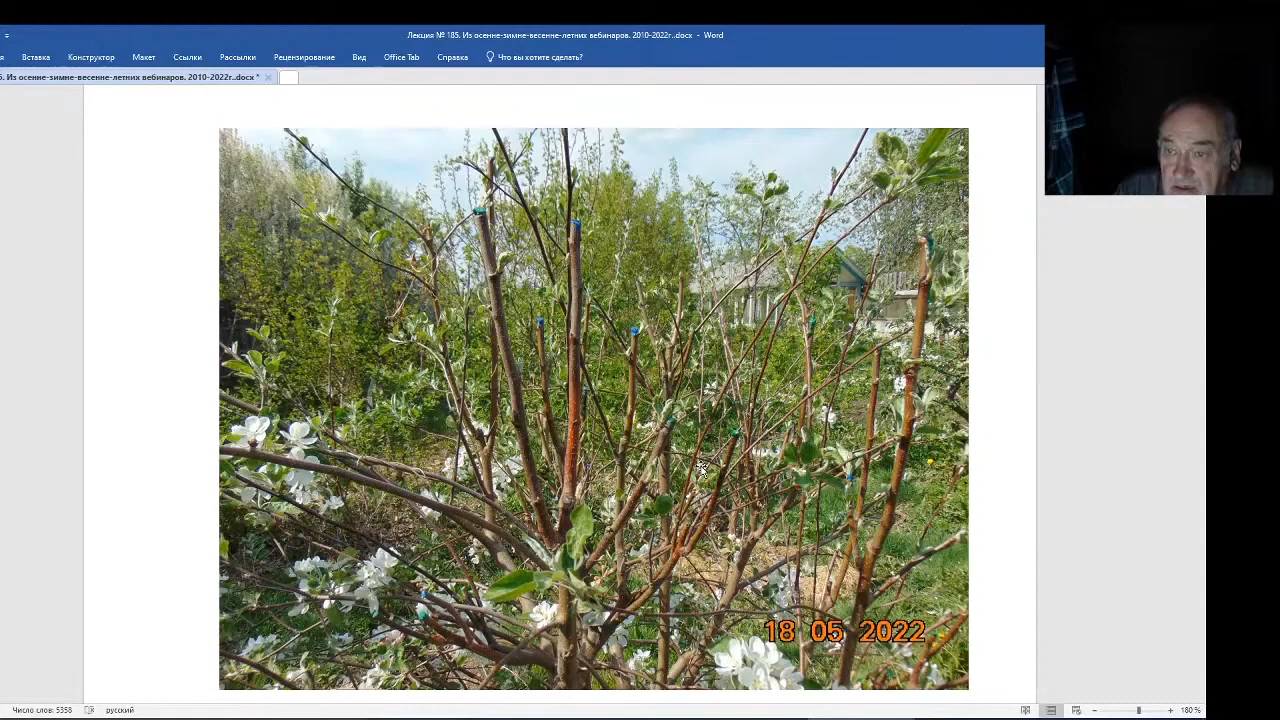 Лекция № 185. Из осенне-зимне-весенне-летних вебинаров. 2010-2022г..docx - Word
я Вставка Конструктор Макет Ссылки Рассылки Рецензирование Вид Office Tab Справка Что вы хотите сделать?
5. Из осенне-зимне-весенне-летних вебинаров. 2010-2022г..docx *
18 05 2022
Число слов: 5358 русский 180 %